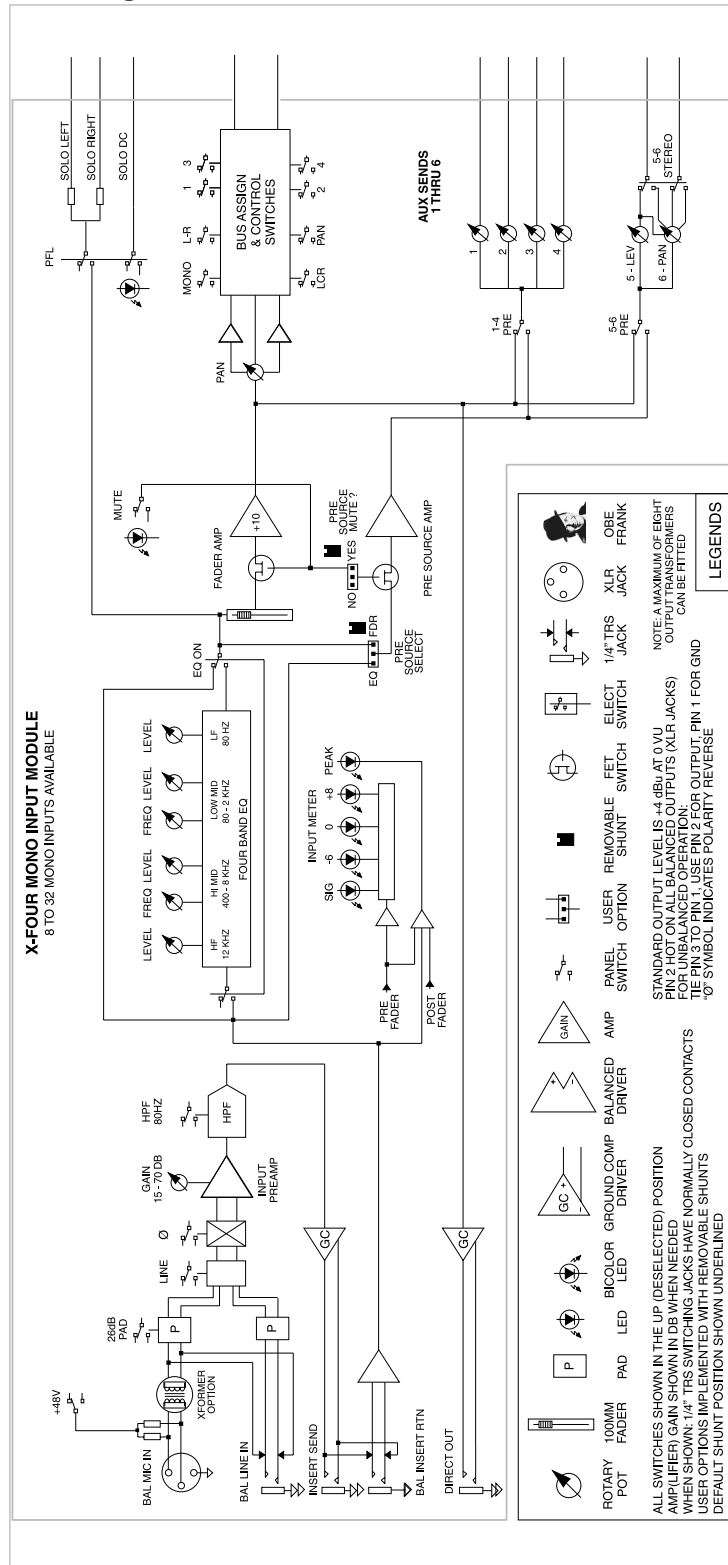 X-FOUR MONO INPUT MODULE
8 TO 32 MONO INPUTS AVAILABLE
+48V
BAL MIC IN
XFORMER
OPTION
26dB
PAD
P
P
LINE
Ø
GAIN
15 - 70 DB
INPUT
PREAMP
HPF
80HZ
HPF
BAL LINE IN
INSERT SEND
BAL INSERT RTN
DIRECT OUT
GC
GC
LEVEL
FREQ
LEVEL
FREQ
LEVEL
LEVEL
HF
12 KHZ
HI MID
400 - 8 KHZ
LOW MID
80 - 2 KHZ
LF
80 HZ
FOUR BAND EQ
EQ ON
INPUT METER
SIG
-6
0
+8
PEAK
PRE
FADER
POST
FADER
EQ
FDR
PRE
SOURCE
SELECT
MUTE
FADER AMP
+10
NO
YES
PRE
SOURCE
MUTE ?
PRE SOURCE AMP
PFL
SOLO LEFT
SOLO RIGHT
SOLO DC
PAN
MONO
L-R
1
3
BUS ASSIGN
& CONTROL
SWITCHES
LCR
PAN
2
4
AUX SENDS
1 THRU 6
1-4
PRE
1
2
3
4
5-6
PRE
5 - LEV
6 - PAN
5-6
STEREO
ROTARY
POT
100MM
FADER
P
PAD
LED
BICOLOR
LED
GC
+
−
GROUND COMP
DRIVER
+
−
BALANCED
DRIVER
GAIN
AMP
PANEL
SWITCH
USER
OPTION
REMOVABLE
SHUNT
FET
SWITCH
ELECT
SWITCH
1/4" TRS
JACK
XLR
JACK
OBE
FRANK
ALL SWITCHES SHOWN IN THE UP (DESELECTED) POSITION
AMP(LIFIER) GAIN SHOWN IN DB WHEN NEEDED
WHEN SHOWN: 1/4" TRS SWITCHING JACKS HAVE NORMALLY CLOSED CONTACTS
USER OPTIONS IMPLEMENTED WITH REMOVABLE SHUNTS
DEFAULT SHUNT POSITION SHOWN UNDERLINED
STANDARD OUTPUT LEVEL IS +4 dBu AT 0 VU
PIN 2 HOT ON ALL BALANCED OUTPUTS (XLR JACKS)
FOR UNBALANCED OPERATION:
TIE PIN 3 TO PIN 1, USE PIN 2 FOR OUTPUT, PIN 1 FOR GND
"Ø" SYMBOL INDICATES POLARITY REVERSE
NOTE: A MAXIMUM OF EIGHT
OUTPUT TRANSFORMERS
CAN BE FITTED
LEGENDS